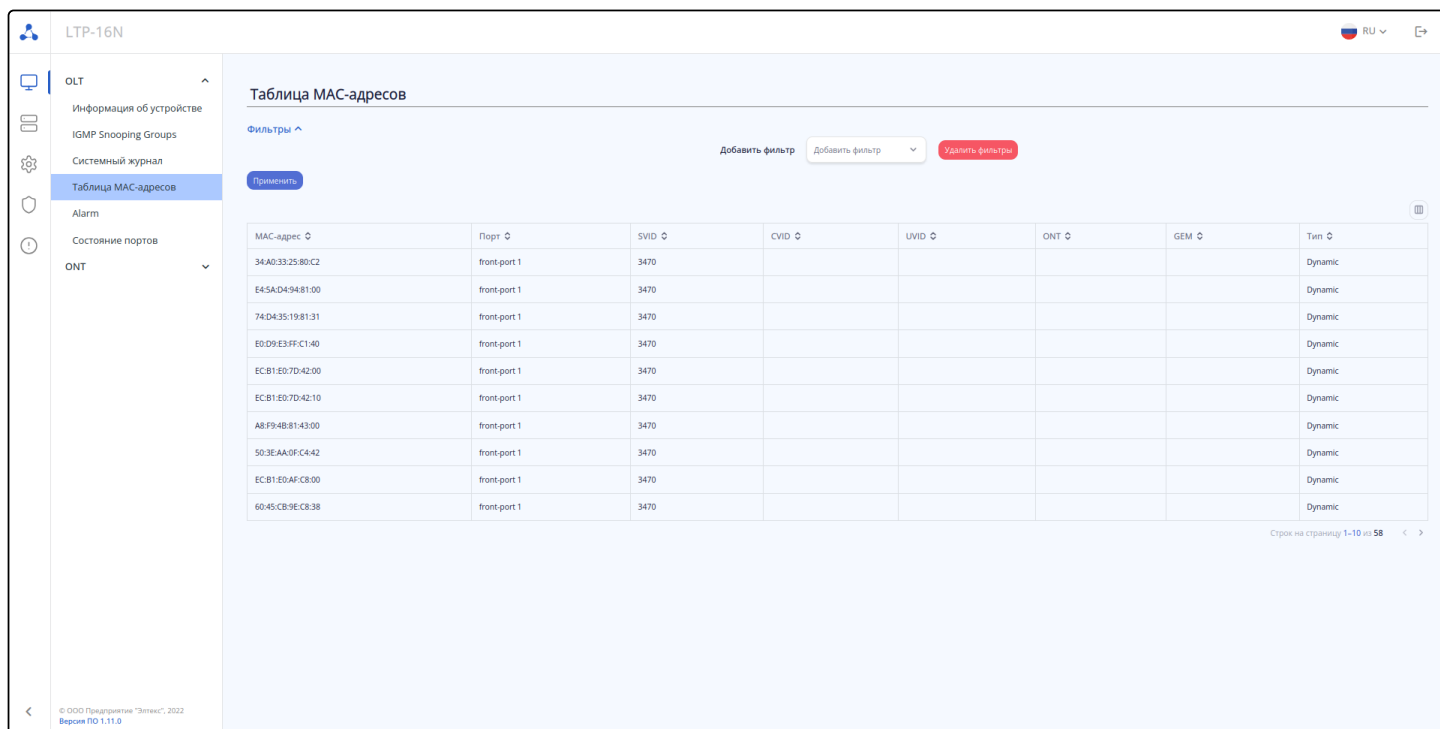 LTP-16N
RU
OLT
Информация об устройстве
IGMP Snooping Groups
Системный журнал
Таблица MAC-адресов
Alarm
Состояние портов
ONT
Таблица MAC-адресов
Фильтры
Добавить фильтр Добавить фильтр Удалить фильтры
Применить
MAC-адрес Порт SVID CVID UVID ONT GEM Тип
34:A0:33:25:80:C2 front-port 1 3470 Dynamic
E4:5A:D4:94:81:00 front-port 1 3470 Dynamic
74:D4:35:19:81:31 front-port 1 3470 Dynamic
E0:D9:E3:FF:C1:40 front-port 1 3470 Dynamic
EC:B1:E0:7D:42:00 front-port 1 3470 Dynamic
EC:B1:E0:7D:42:10 front-port 1 3470 Dynamic
A8:F9:4B:81:43:00 front-port 1 3470 Dynamic
50:3E:AA:0F:C4:42 front-port 1 3470 Dynamic
EC:B1:E0:AF:C8:00 front-port 1 3470 Dynamic
60:45:CB:9E:C8:38 front-port 1 3470 Dynamic
Строк на страницу 1–10 из 58
© ООО Предприятие "Элтекс", 2022
Версия ПО 1.11.0